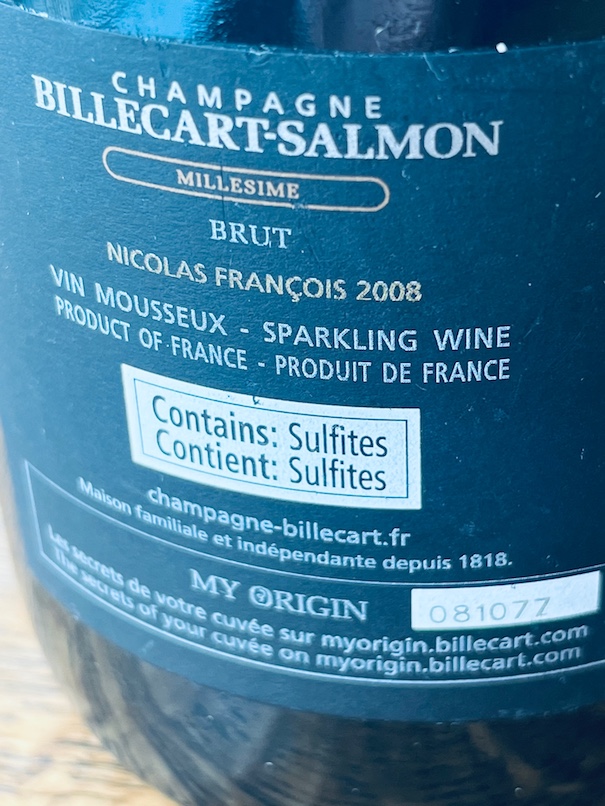 CHAMPAGNE
BILLECART-SALMON
MILLESIME
BRUT
NICOLAS FRANÇOIS 2008
VIN MOUSSEUX - SPARKLING WINE
PRODUCT OF FRANCE - PRODUIT DE FRANCE
Contains: Sulfites
Contient: Sulfites
champagne-billecart.fr
Maison familiale et indépendante depuis 1818.
MY ORIGIN
081077
Les secrets de votre cuvée sur myorigin.billecart.com
The secrets of your cuvée on myorigin.billecart.com